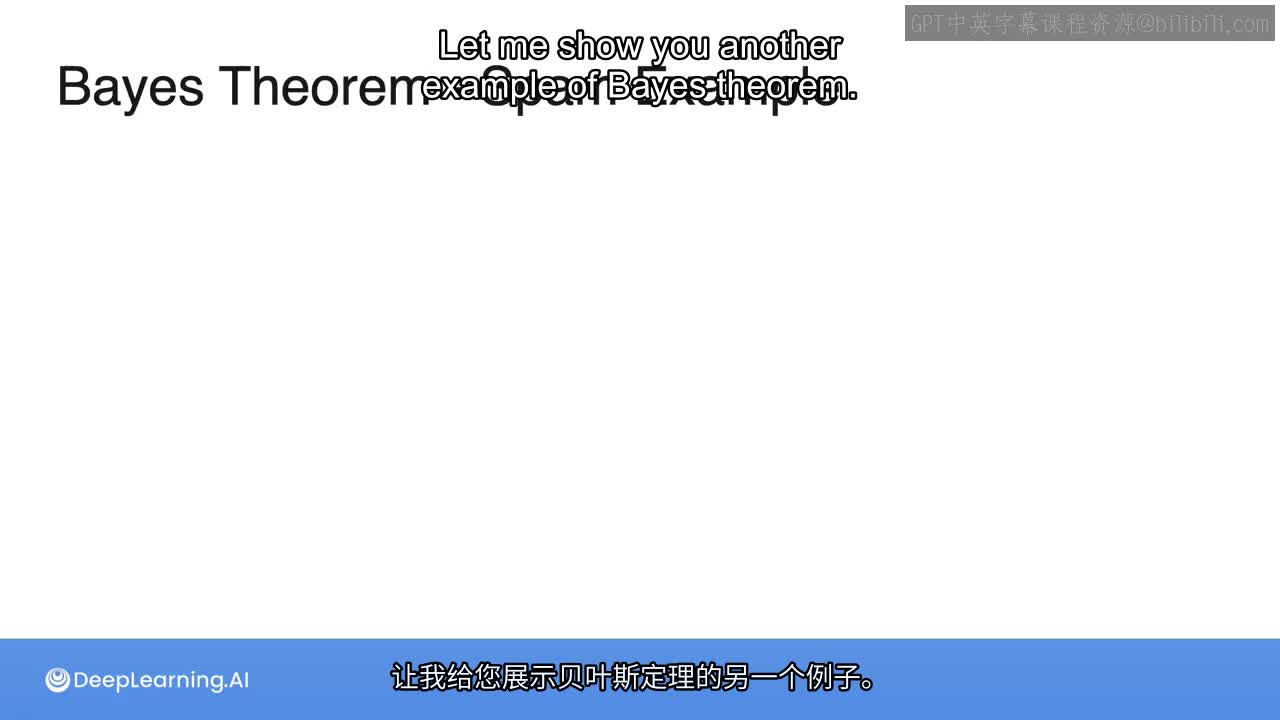 GPT中英字幕课程资源@bilibili.com
Let me show you another
example of Bayes theorem.
Bayes Theorem - Spam Example
DeepLearning.AI
让我给您展示贝叶斯定理的另一个例子。